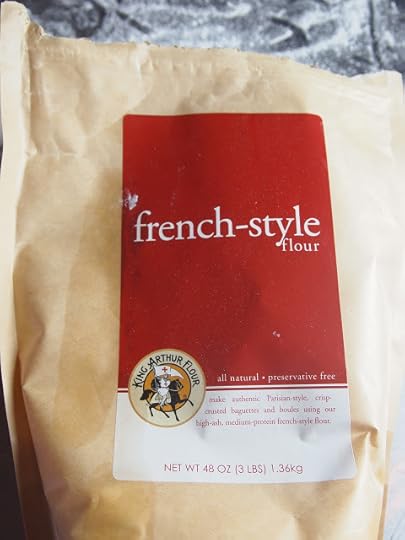 french-style
flour
all natural • preservative free
KING ARTHUR FLOUR
make authentic Parisian-style, crisp-
crusted baguettes and boules using our
high-ash, medium-protein french-style flour.
NET WT 48 OZ (3 LBS) 1.36kg